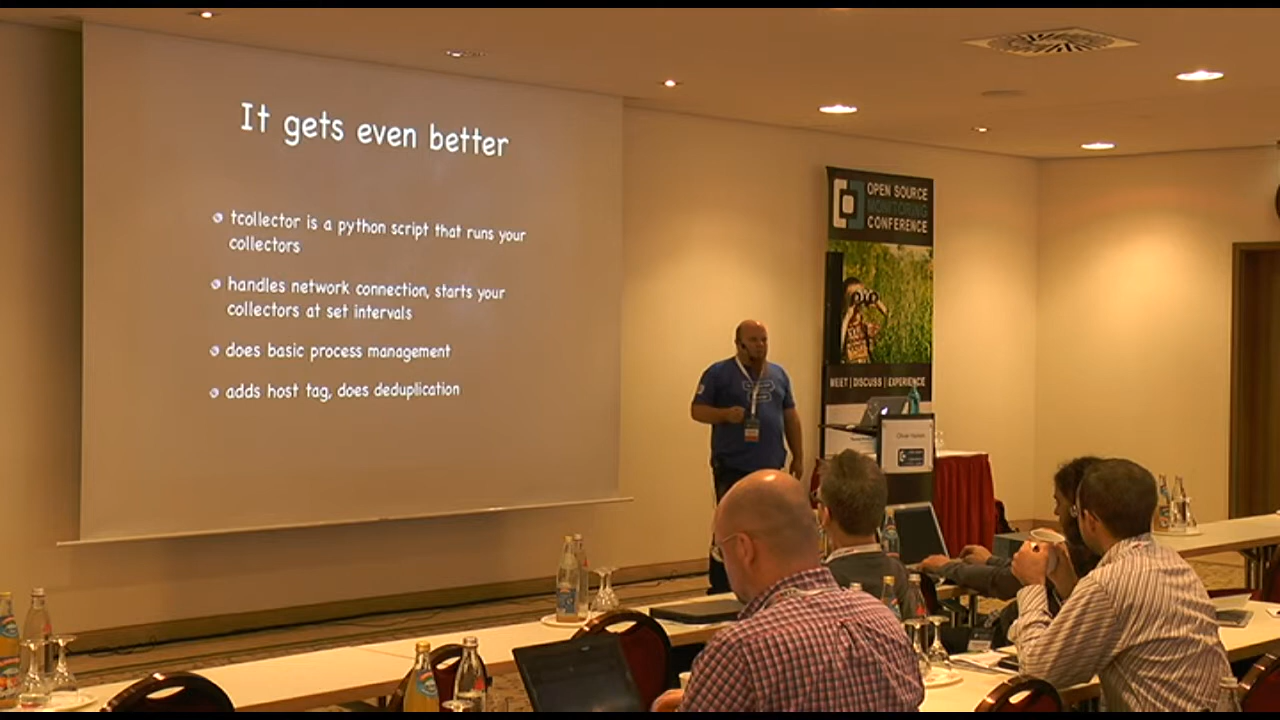 It gets even better
tcollector is a python script that runs your
collectors
handles network connection, starts your
collectors at set intervals
does basic process management
adds host tag, does deduplication
OPEN SOURCE
MONITORING
CONFERENCE
MEET | DISCUSS | EXPERIENCE